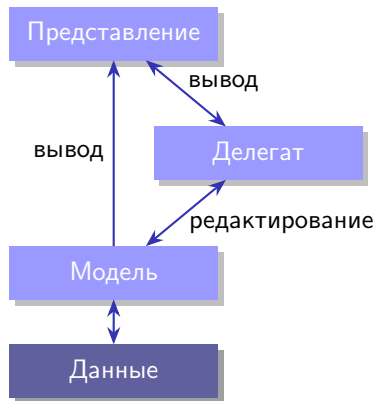 Представление
вывод
Делегат
вывод
редактирование
Модель
Данные